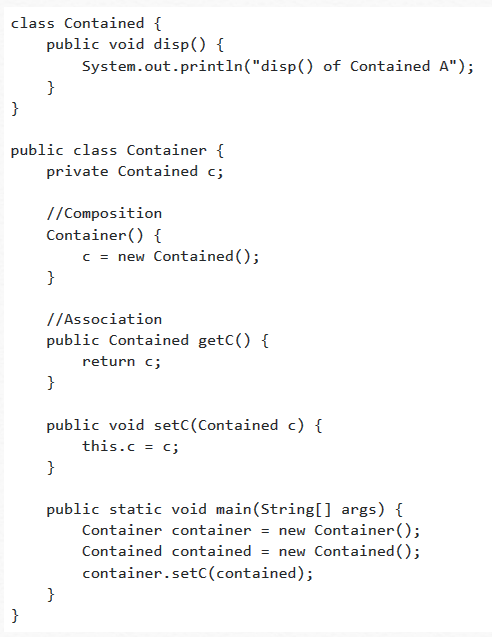 class Contained {
    public void disp() {
        System.out.println("disp() of Contained A");
    }
}

public class Container {
    private Contained c;

    //Composition
    Container() {
        c = new Contained();
    }

    //Association
    public Contained getC() {
        return c;
    }

    public void setC(Contained c) {
        this.c = c;
    }

    public static void main(String[] args) {
        Container container = new Container();
        Contained contained = new Contained();
        container.setC(contained);
    }
}